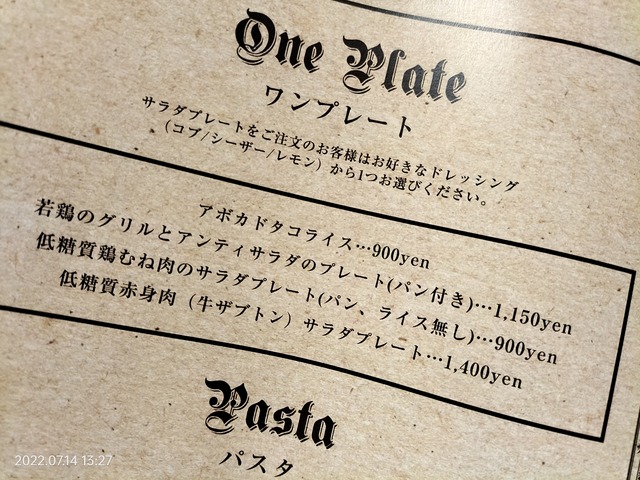 One Plate
ワンプレート
サラダプレートをご注文のお客様はお好きなドレッシング
(コブ/シーザー/レモン) から1つお選びください。
アボカドタコライス…900yen
若鶏のグリルとアンティサラダのプレート(パン付き)…1,150yen
低糖質鶏むね肉のサラダプレート(パン、ライス無し)…900yen
低糖質赤身肉 (牛ザブトン) サラダプレート…1,400yen
Pasta
パスタ
2022.07.14 13:27